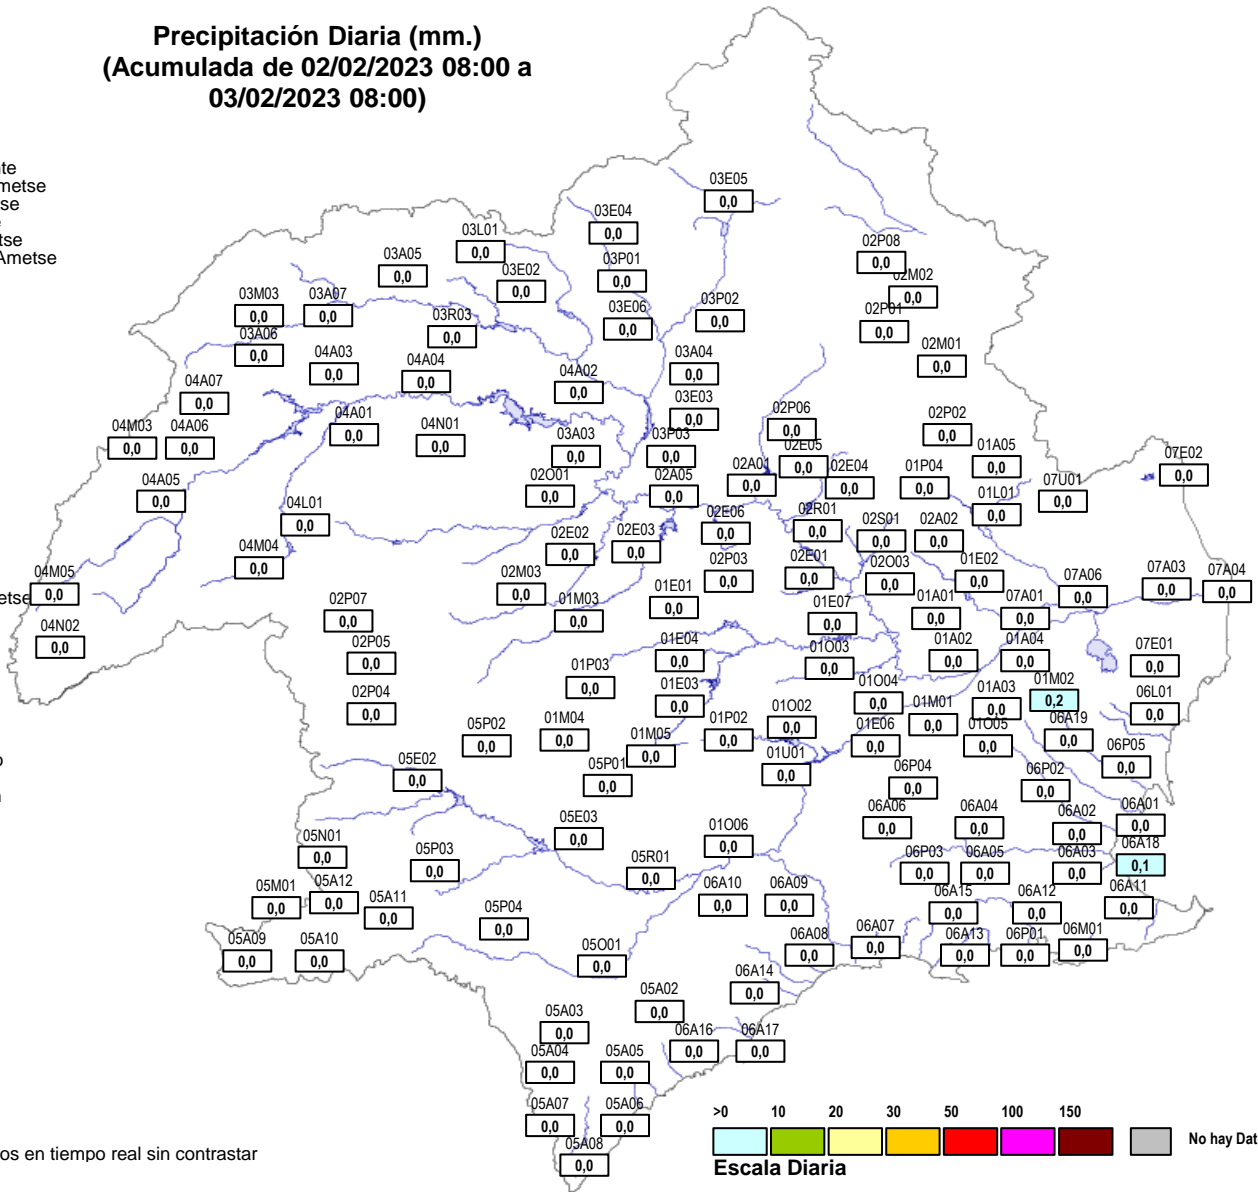 Precipitación Diaria (mm.)
(Acumulada de 02/02/2023 08:00 a
03/02/2023 08:00)
nte
metse
se
tse
Ametse
03E05
0,0
03E04
0,0
03L01
0,0
02P08
0,0
03A05
0,0
03P01
0,0
03E02
0,0
02M02
0,0
03M03
0,0
03A07
0,0
03P02
0,0
03E06
0,0
02P01
0,0
03R03
0,0
03A06
0,0
02M01
0,0
04A03
0,0
04A04
0,0
03A04
0,0
04A02
0,0
04A07
0,0
03E03
0,0
02P06
0,0
02P02
0,0
04M03
0,0
04A06
0,0
04A01
0,0
04N01
0,0
03A03
0,0
03P03
0,0
02E05
0,0
01A05
0,0
07E02
0,0
02A01
0,0
02E04
0,0
01P04
0,0
04A05
0,0
02O01
0,0
02A05
0,0
07U01
0,0
01L01
0,0
04L01
0,0
02R01
0,0
02E06
0,0
02S01
0,0
02A02
0,0
02E02
0,0
02E03
0,0
04M04
0,0
02P03
0,0
02E01
0,0
02O03
0,0
01E02
0,0
04M05
0,0
etse
02M03
0,0
07A06
0,0
07A03
0,0
07A04
0,0
01E01
0,0
02P07
0,0
01M03
0,0
01E07
0,0
01A01
0,0
07A01
0,0
04N02
0,0
02P05
0,0
01E04
0,0
01O03
0,0
01A02
0,0
01A04
0,0
07E01
0,0
01P03
0,0
01E03
0,0
01O04
0,0
01A03
0,0
01M02
0,2
06L01
0,0
02P04
0,0
01M01
0,0
05P02
0,0
01M04
0,0
01P02
0,0
01O02
0,0
01E06
0,0
01O05
0,0
06A19
0,0
01M05
0,0
06P05
0,0
05E02
0,0
05P01
0,0
01U01
0,0
06P04
0,0
06P02
0,0
05E03
0,0
06A06
0,0
06A04
0,0
06A02
0,0
06A01
0,0
01O06
0,0
05N01
0,0
05P03
0,0
05R01
0,0
06P03
0,0
06A05
0,0
06A03
0,0
06A18
0,1
05M01
0,0
05A12
0,0
05A11
0,0
06A10
0,0
06A09
0,0
06A15
0,0
06A12
0,0
06A11
0,0
05P04
0,0
05A09
0,0
05A10
0,0
05O01
0,0
06A08
0,0
06A07
0,0
06A13
0,0
06P01
0,0
06M01
0,0
06A14
0,0
05A02
0,0
05A03
0,0
06A16
0,0
06A17
0,0
05A04
0,0
05A05
0,0
05A07
0,0
05A06
0,0
05A08
0,0
>0 10 20 30 50 100 150
No hay Dat
Escala Diaria
os en tiempo real sin contrastar